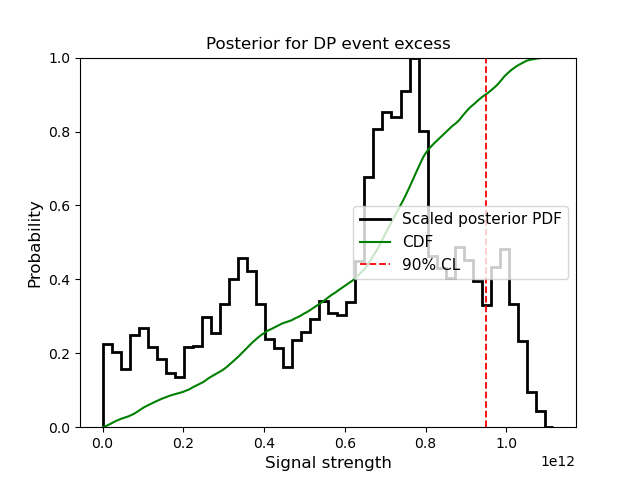 Posterior for DP event excess
Probability
1.0
0.8
0.6
0.4
0.2
0.0
Scaled posterior PDF
CDF
90% CL
0.0 0.2 0.4 0.6 0.8 1.0
1e12
Signal strength